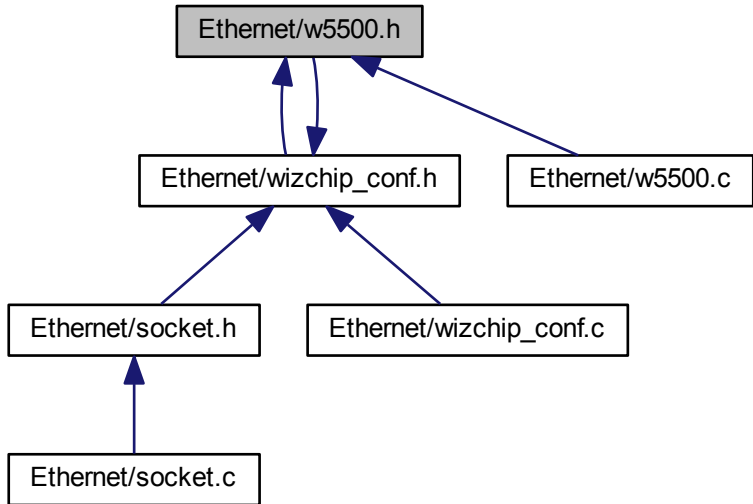 Ethernet/w5500.h
Ethernet/wizchip_conf.h
Ethernet/w5500.c
Ethernet/socket.h
Ethernet/wizchip_conf.c
Ethernet/socket.c